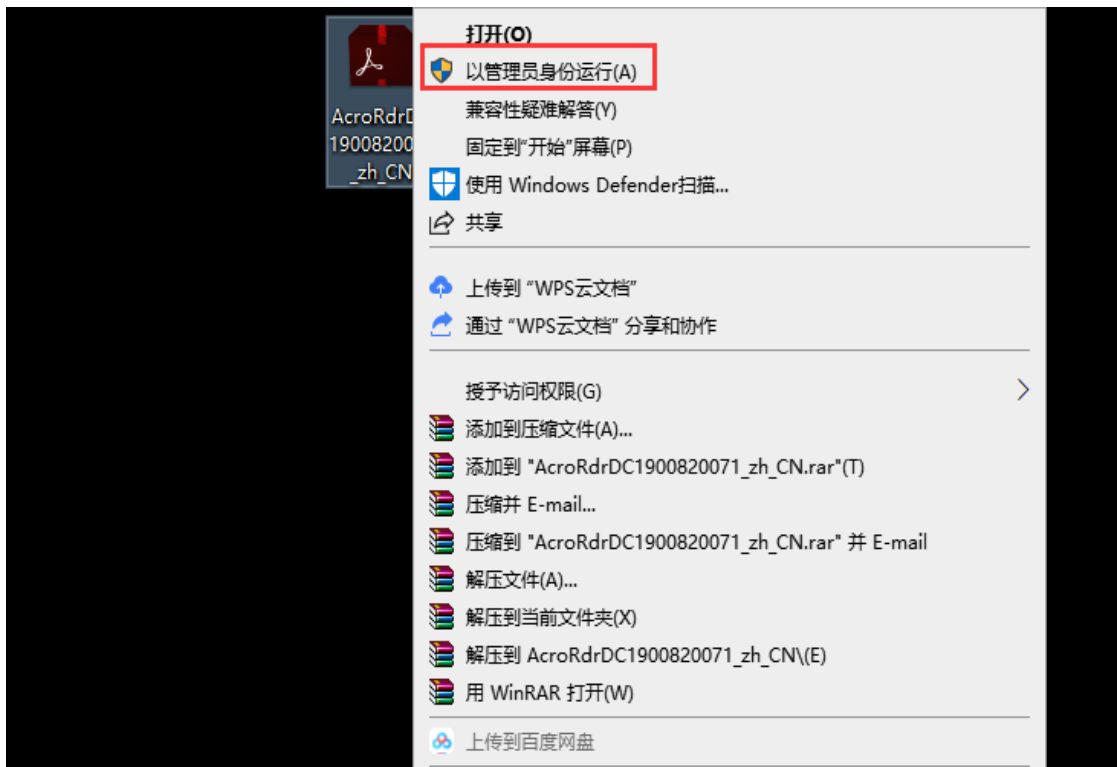 AcroRdrD
19008200
_zh_CN
打开(O)
以管理员身份运行(A)
兼容性疑难解答(Y)
固定到"开始"屏幕(P)
使用 Windows Defender扫描...
共享
上传到 “WPS云文档”
通过 “WPS云文档” 分享和协作
授予访问权限(G)
添加到压缩文件(A)...
添加到 "AcroRdrDC1900820071_zh_CN.rar"(T)
压缩并 E-mail...
压缩到 "AcroRdrDC1900820071_zh_CN.rar" 并 E-mail
解压文件(A)...
解压到当前文件夹(X)
解压到 AcroRdrDC1900820071_zh_CN\(E)
用 WinRAR 打开(W)
上传到百度网盘